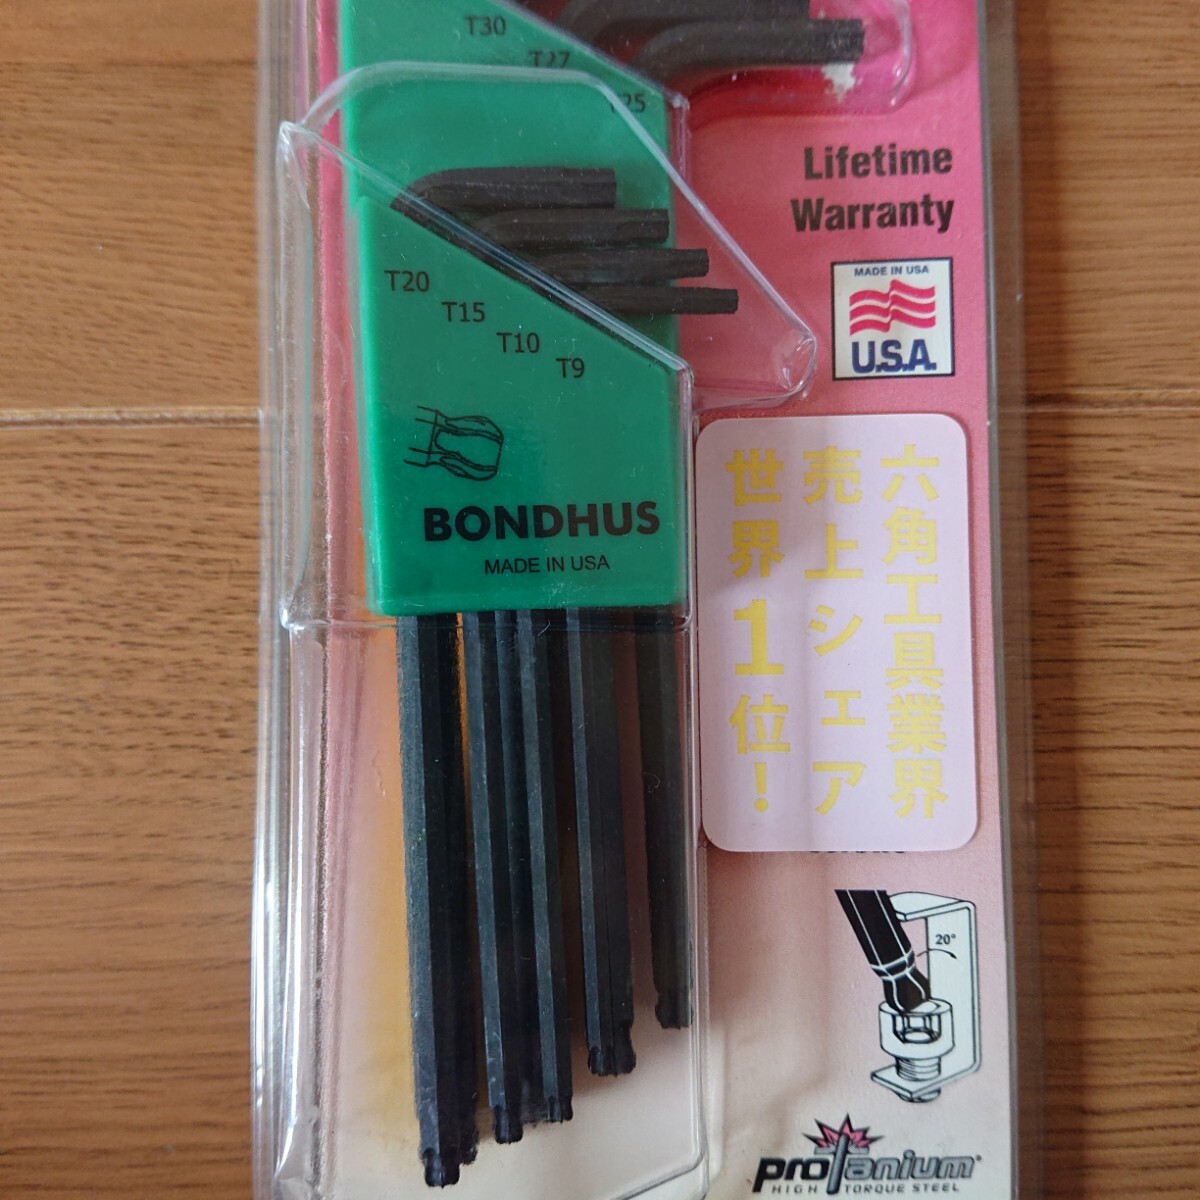 T30
T27
T25
Lifetime
Warranty
MADE IN USA
U.S.A.
T20
T15
T10
T9
BONDHUS
MADE IN USA
六角工具業界
売上シェア
世界1位!
20°
protanium
HIGH TORQUE STEEL